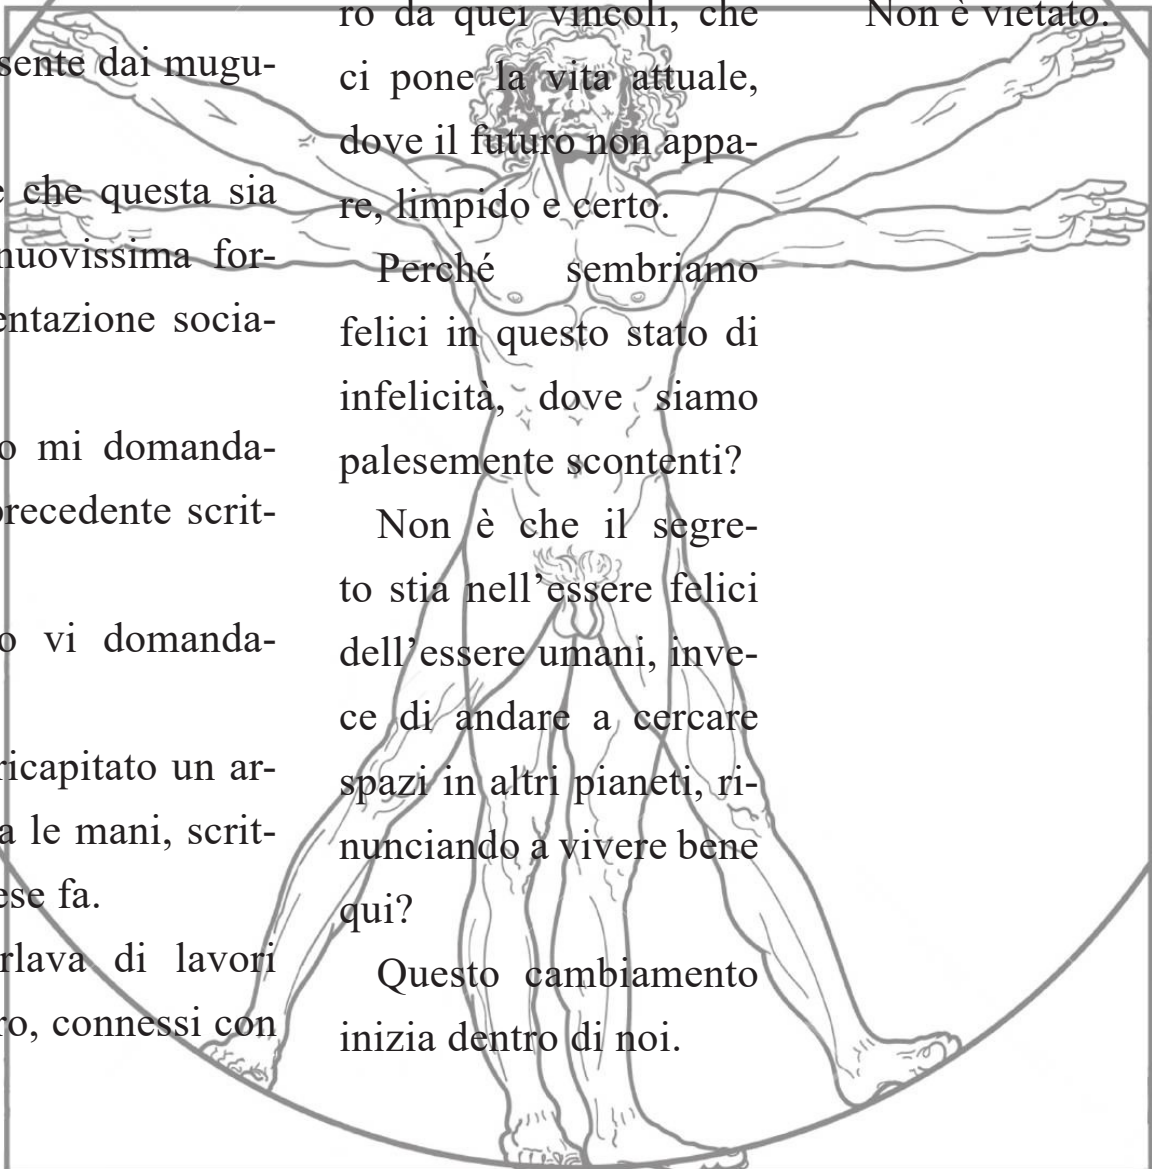 sente dai mugu-
che questa sia
nuovissima for-
entazione socia-
mi domanda-
precedente scrit-
vi domanda-
ricapitato un ar-
le mani, scrit-
fa.
di lavori
connessi con
ro da quei vincoli, che
ci pone la vita attuale,
dove il futuro non appa-
re, limpido e certo.
Perché sembriamo
felici in questo stato di
infelicità, dove siamo
palesemente scontenti?
Non è che il segre-
to stia nell’essere felici
dell’essere umani, inve-
ce di andare a cercare
spazi in altri pianeti, ri-
nunciando a vivere bene
qui?
Questo cambiamento
inizia dentro di noi.
Non è vietato.